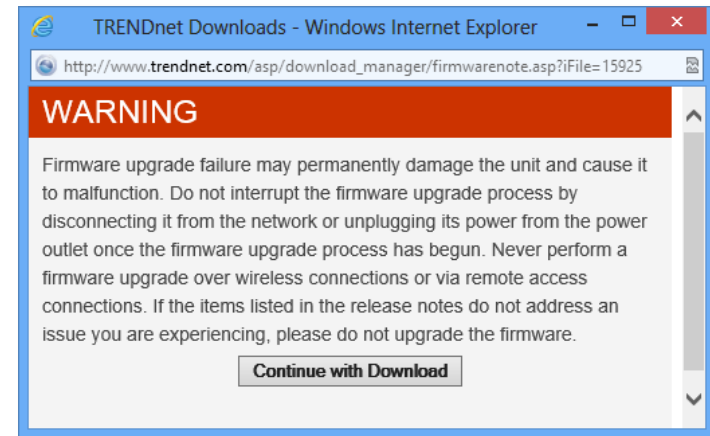 TRENDnet Downloads - Windows Internet Explorer
http://www.trendnet.com/asp/download_manager/firmwarenote.asp?iFile=15925
WARNING
Firmware upgrade failure may permanently damage the unit and cause it
to malfunction. Do not interrupt the firmware upgrade process by
disconnecting it from the network or unplugging its power from the power
outlet once the firmware upgrade process has begun. Never perform a
firmware upgrade over wireless connections or via remote access
connections. If the items listed in the release notes do not address an
issue you are experiencing, please do not upgrade the firmware.
Continue with Download